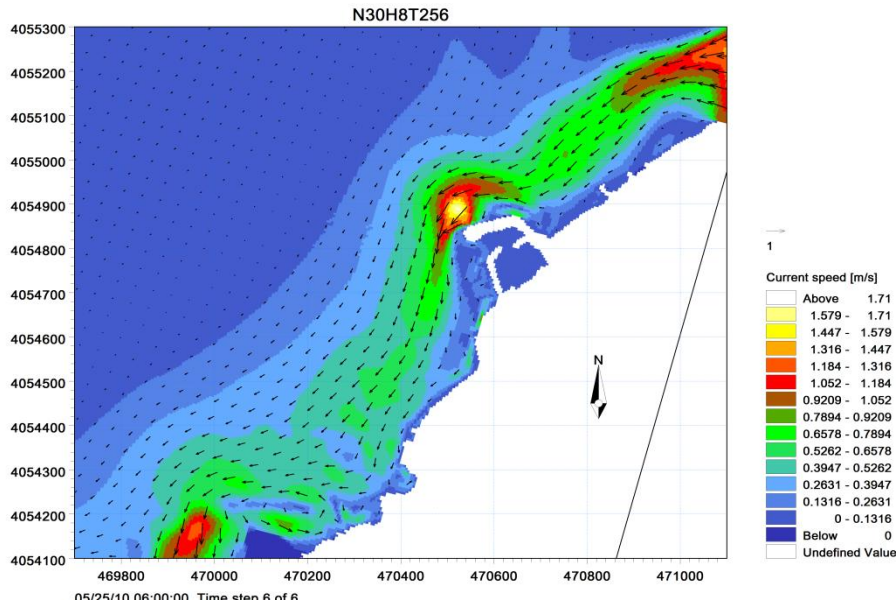 N30H8T256
4055300
4055200
4055100
4055000
4054900
4054800
4054700
4054600
4054500
4054400
4054300
4054200
4054100
469800 470000 470200 470400 470600 470800 471000
05/25/10 06:00:00 Time step 6 of 6
N
1
Current speed [m/s]
Above 1.71
1.579 - 1.71
1.447 - 1.579
1.316 - 1.447
1.184 - 1.316
1.052 - 1.184
0.9209 - 1.052
0.7894 - 0.9209
0.6578 - 0.7894
0.5262 - 0.6578
0.3947 - 0.5262
0.2631 - 0.3947
0.1316 - 0.2631
0 - 0.1316
Below 0
Undefined Value